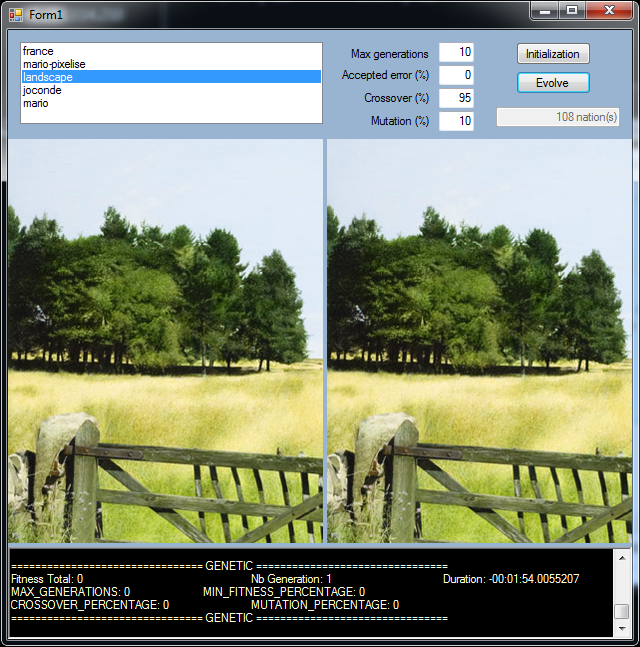 Form1
france
mario-pixelise
landscape
joconde
mario
Max generations 10
Accepted error (%) 0
Crossover (%) 95
Mutation (%) 10
Initialization
Evolve
108 nation(s)
================================ GENETIC ================================
Fitness Total: 0 Nb Generation: 1 Duration: -00:01:54.0055207
MAX_GENERATIONS: 0 MIN_FITNESS_PERCENTAGE: 0
CROSSOVER_PERCENTAGE: 0 MUTATION_PERCENTAGE: 0
================================ GENETIC ================================